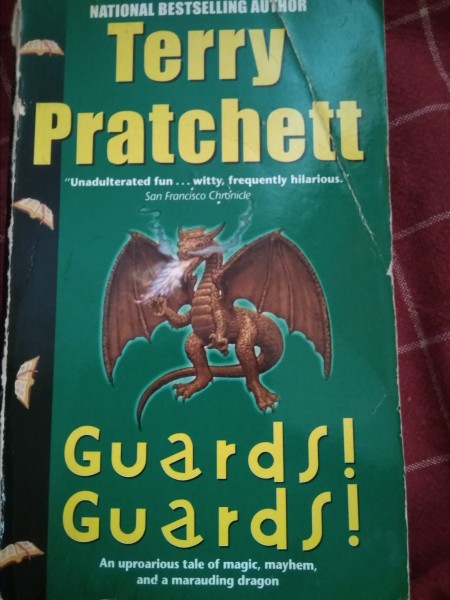 NATIONAL BESTSELLING AUTHOR
Terry
Pratchett
"Unadulterated fun . . . witty, frequently hilarious.
San Francisco Chronicle
Guards!
Guards!
An uproarious tale of magic, mayhem,
and a marauding dragon